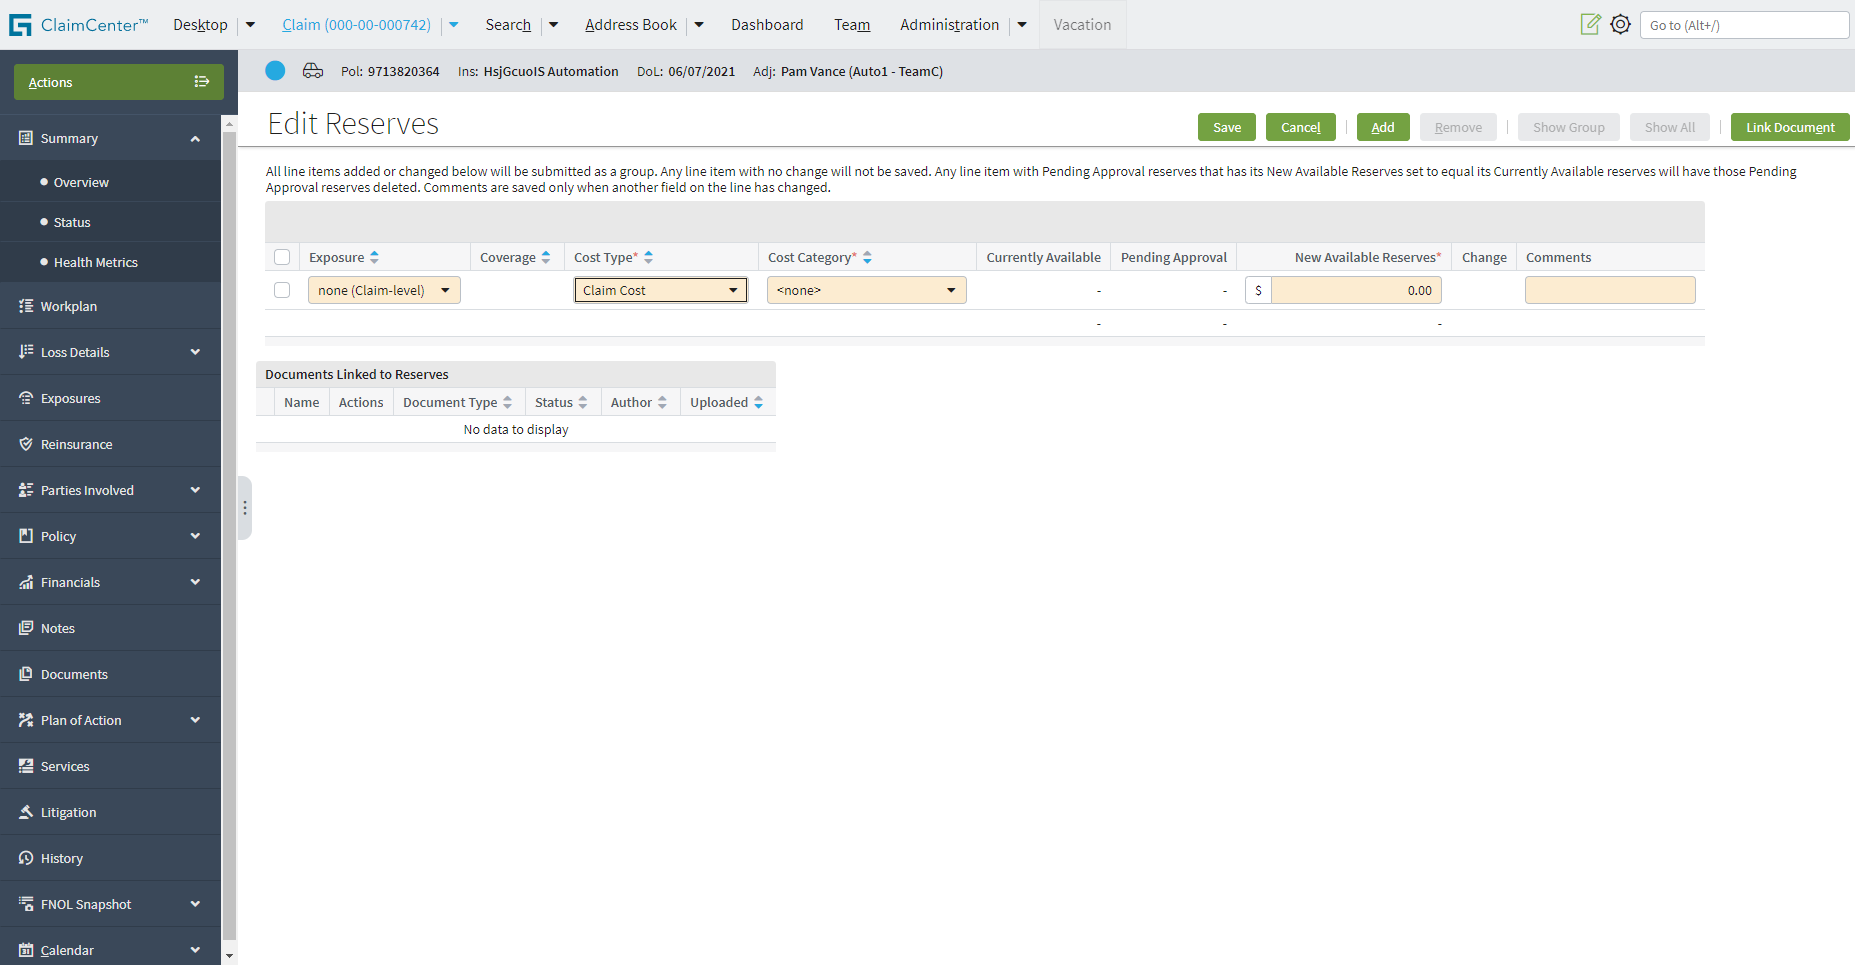 ClaimCenter™ Desktop Claim (000-00-000742) Search Address Book Dashboard Team Administration Vacation Go to (Alt+/)
Actions
Pol: 9713820364 Ins: HsjGcuoIS Automation DoL: 06/07/2021 Adj: Pam Vance (Auto1 - TeamC)
Summary
Overview
Status
Health Metrics
Workplan
Loss Details
Exposures
Reinsurance
Parties Involved
Policy
Financials
Notes
Documents
Plan of Action
Services
Litigation
History
FNOL Snapshot
Calendar
Edit Reserves
Save Cancel Add Remove Show Group Show All Link Document
All line items added or changed below will be submitted as a group. Any line item with no change will not be saved. Any line item with Pending Approval reserves that has its New Available Reserves set to equal its Currently Available reserves will have those Pending
Approval reserves deleted. Comments are saved only when another field on the line has changed.
Exposure Coverage Cost Type* Cost Category* Currently Available Pending Approval New Available Reserves* Change Comments
none (Claim-level) Claim Cost <none> - - $ 0.00
- - -
Documents Linked to Reserves
Name Actions Document Type Status Author Uploaded
No data to display